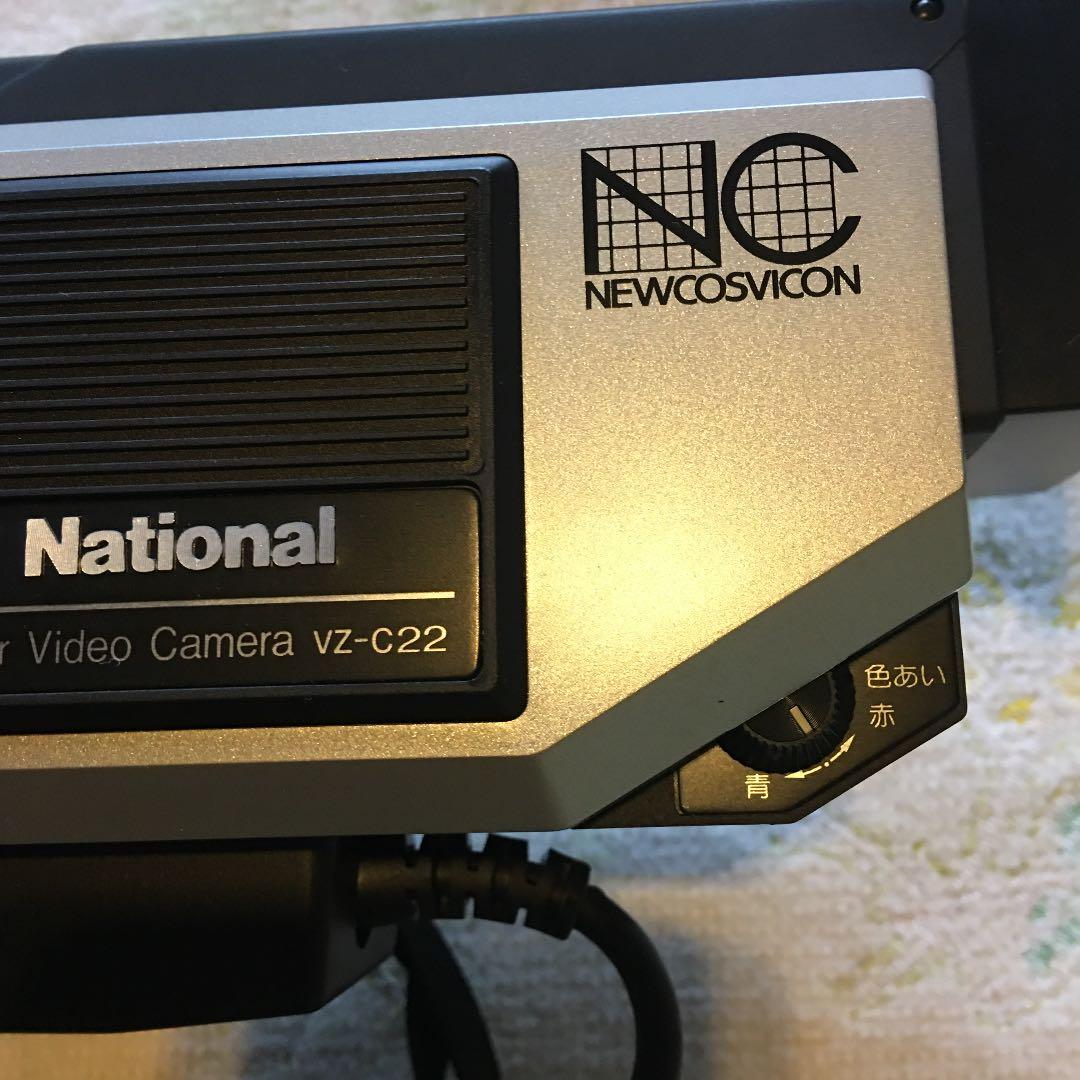 NC
NEWCOSVICON
National
r Video Camera VZ-C22
色あい
赤
青